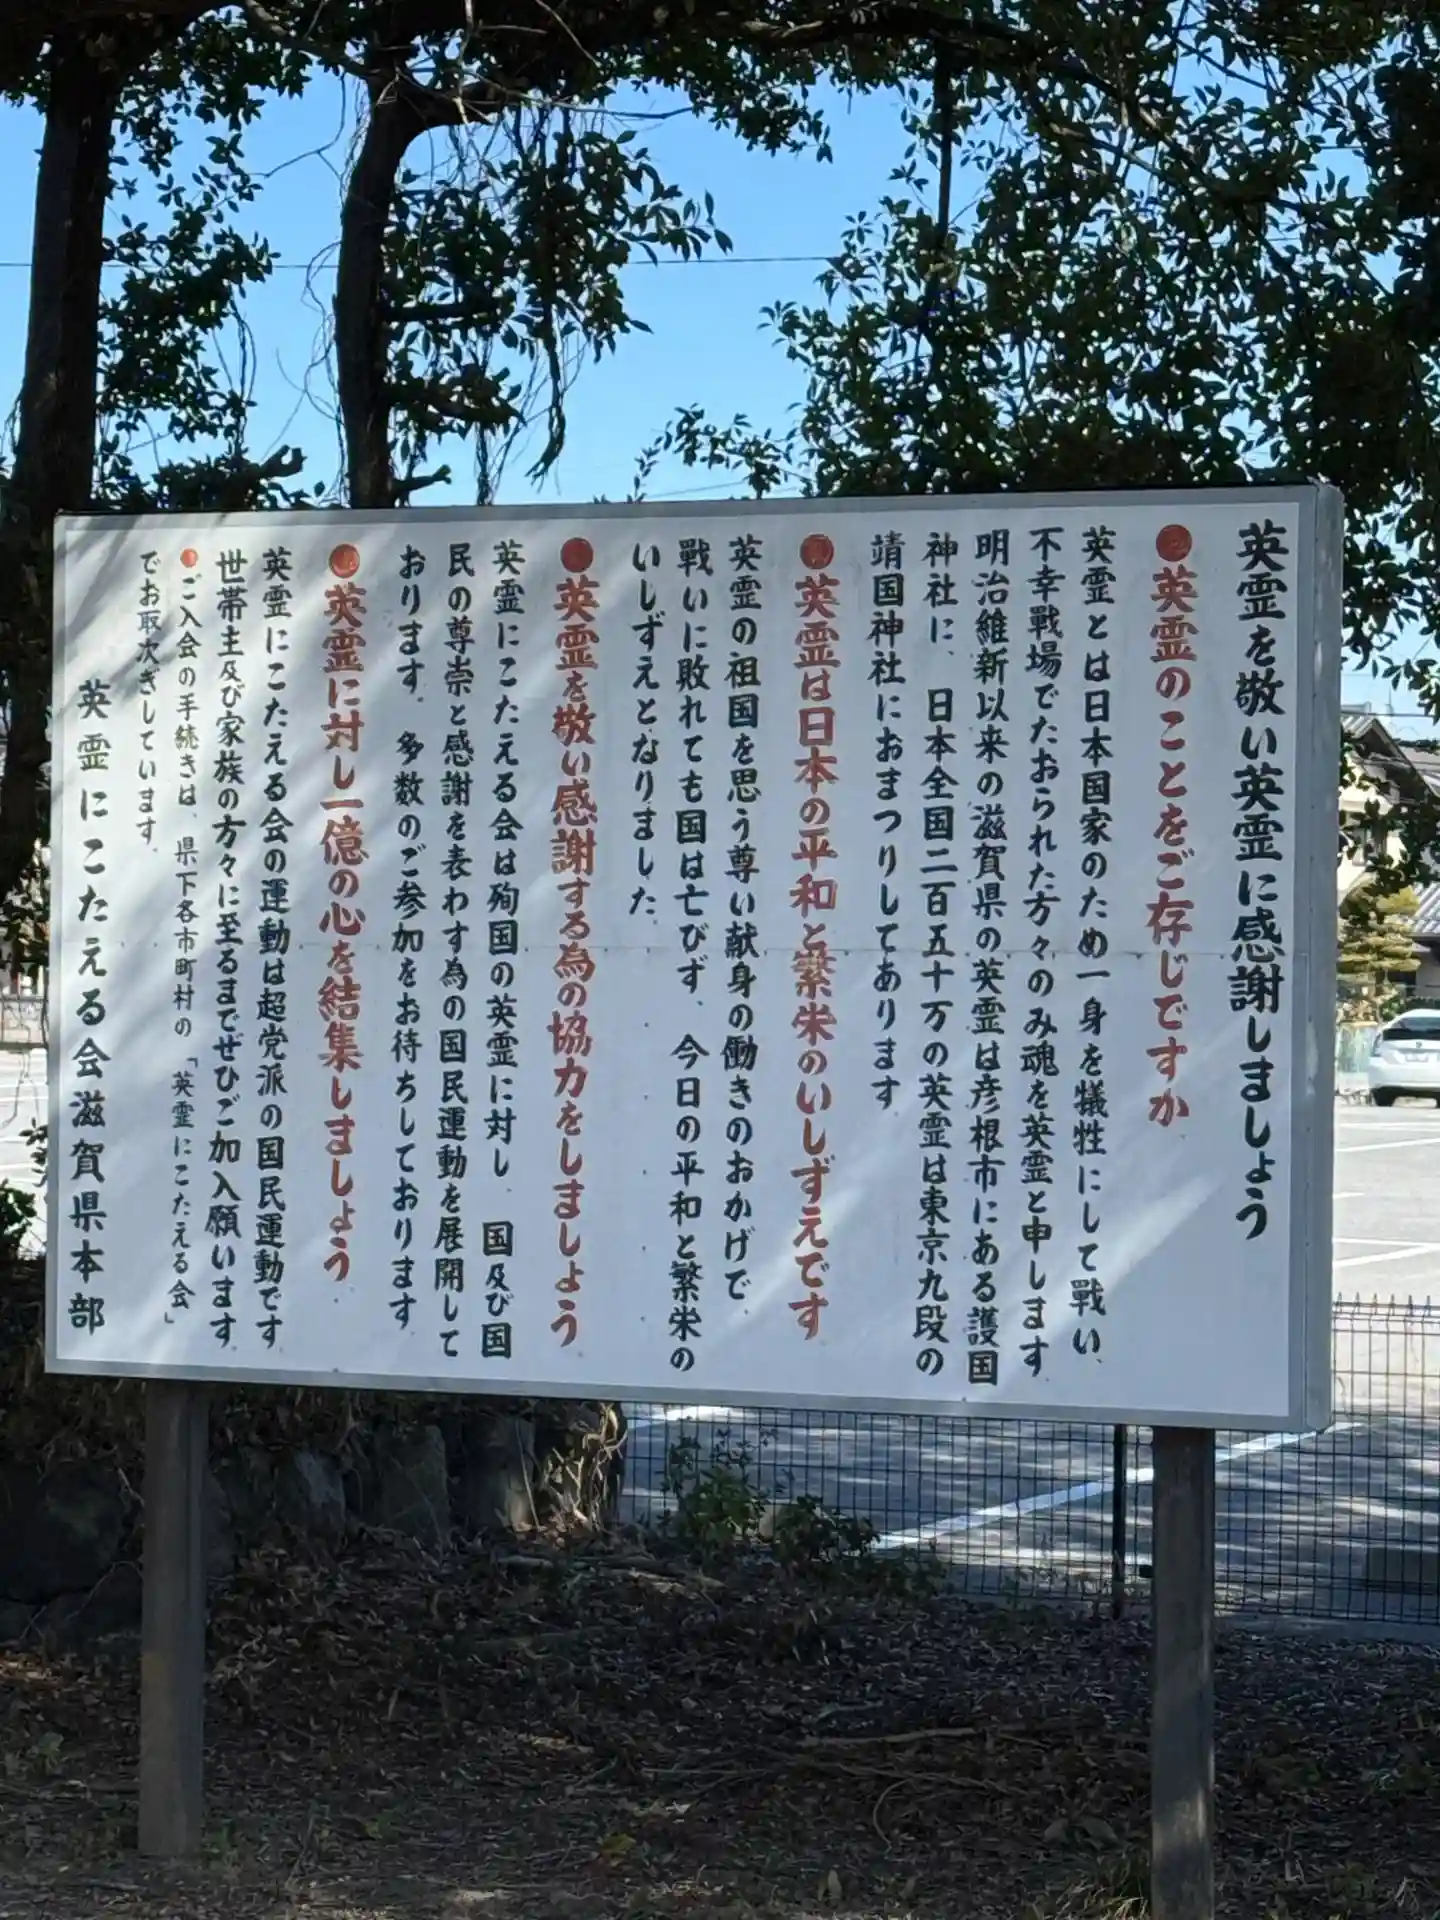 英霊を敬い英霊に感謝しましょう
●英霊のことをご存じですか
英霊とは日本国家のため一身を犠牲にして戰い、
不幸戰場でたおられた方々のみ魂を英霊と申します
明治維新以来の滋賀県の英霊は彦根市にある護国
神社に、日本全国二百五十万の英霊は東京九段の
靖国神社におまつりしてあります
●英霊は日本の平和と繁栄のいしずえです
英霊の祖国を思う尊い献身の働きのおかげで、
戰いに敗れても国は亡びず、今日の平和と繁栄の
いしずえとなりました、
●英霊を敬い感謝する為の協力をしましょう
英霊にこたえる会は殉国の英霊に対し、国及び国
民の尊崇と感謝を表わす為の国民運動を展開して
おります、多数のご参加をお待ちしております
●英霊に対し一億の心を結集しましょう
英霊にこたえる会の運動は超党派の国民運動です、
世帯主及び家族の方々に至るまでぜひご加入願います、
●ご入会の手続きは、県下各市町村の「英霊にこたえる会」
でお取次ぎしています、
英霊にこたえる会滋賀県本部